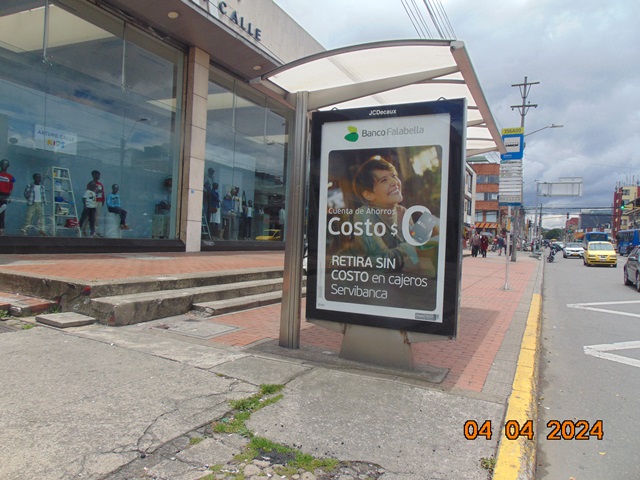 CALLE
JCDecaux
Banco Falabella
Cuenta de Ahorros
Costo $0
RETIRA SIN
COSTO en cajeros
Servibanca
04 04 2024